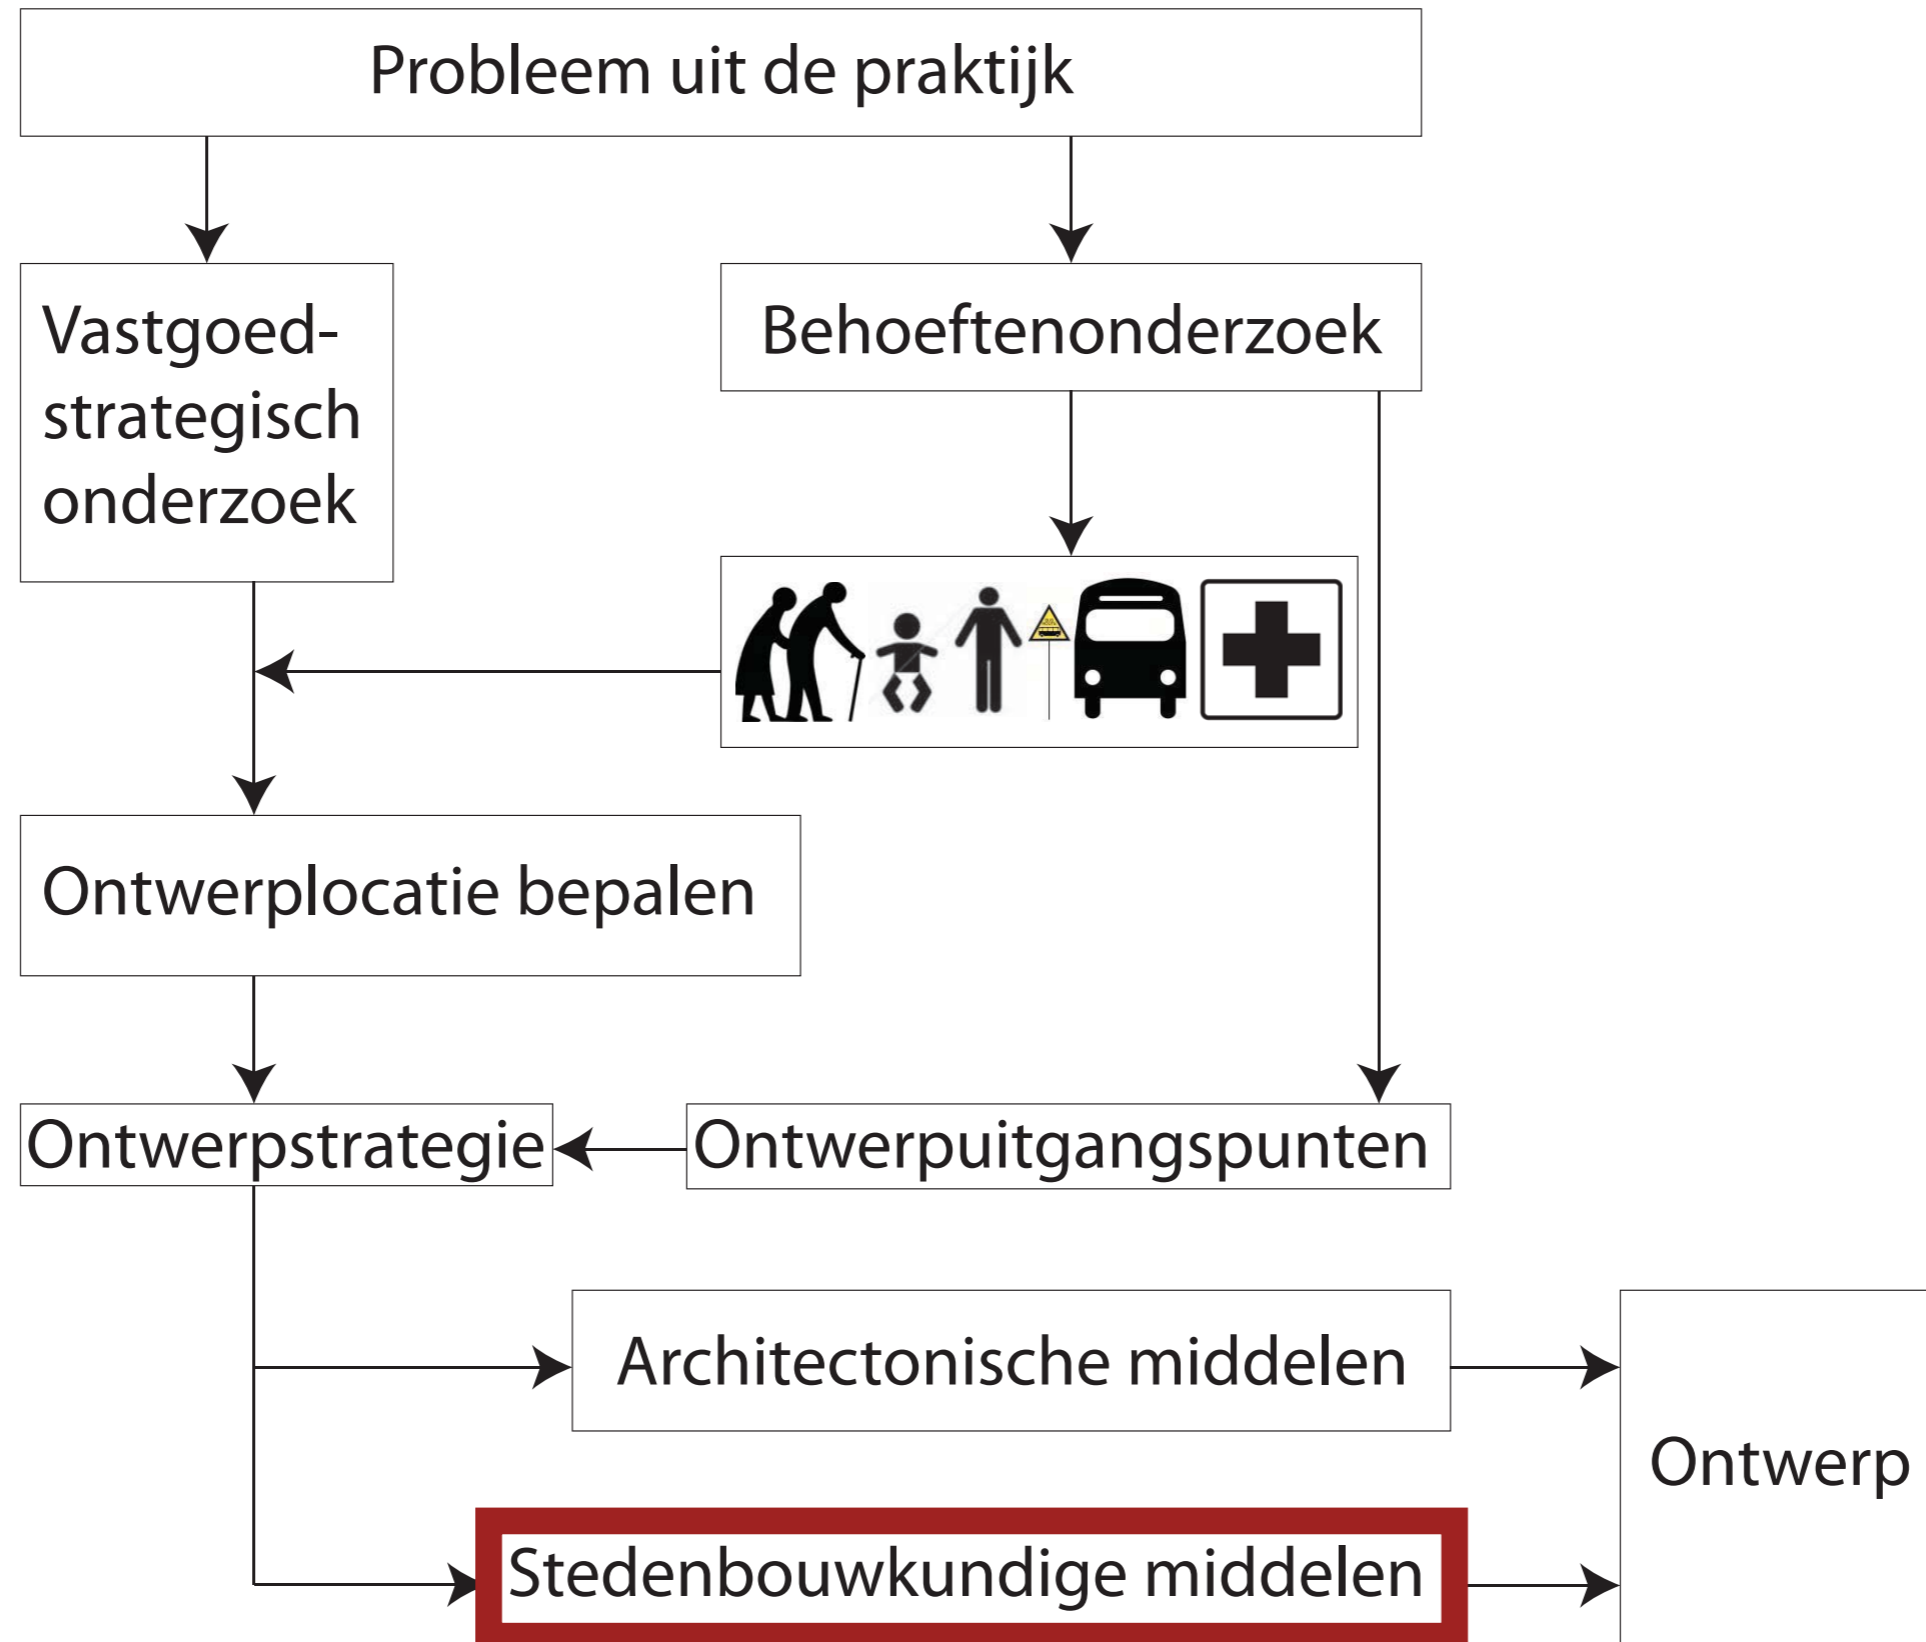 Probleem uit de praktijk
Vastgoed-
strategisch
onderzoek
Behoeftenonderzoek
Ontwerplocatie bepalen
Ontwerpstrategie
Ontwerpuitgangspunten
Architectonische middelen
Ontwerp
Stedenbouwkundige middelen